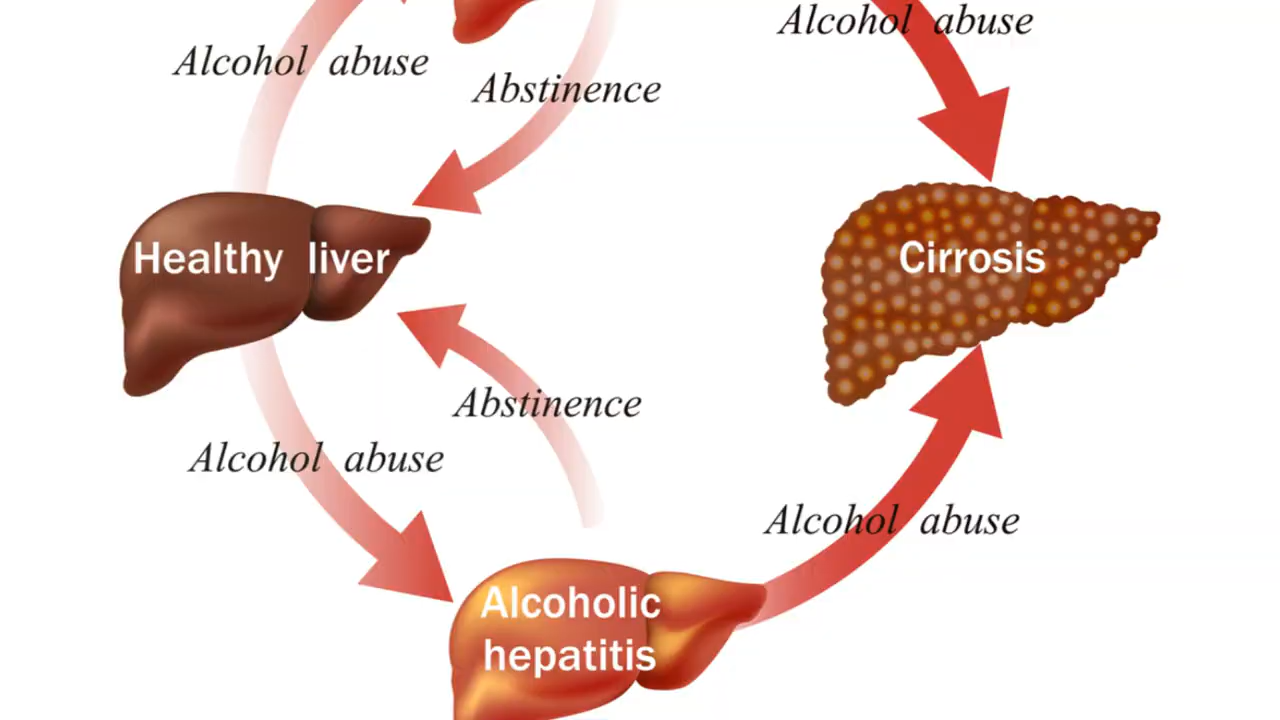 Alcohol abuse
Alcohol abuse
Abstinence
Healthy liver
Cirrosis
Abstinence
Alcohol abuse
Alcohol abuse
Alcoholic
hepatitis